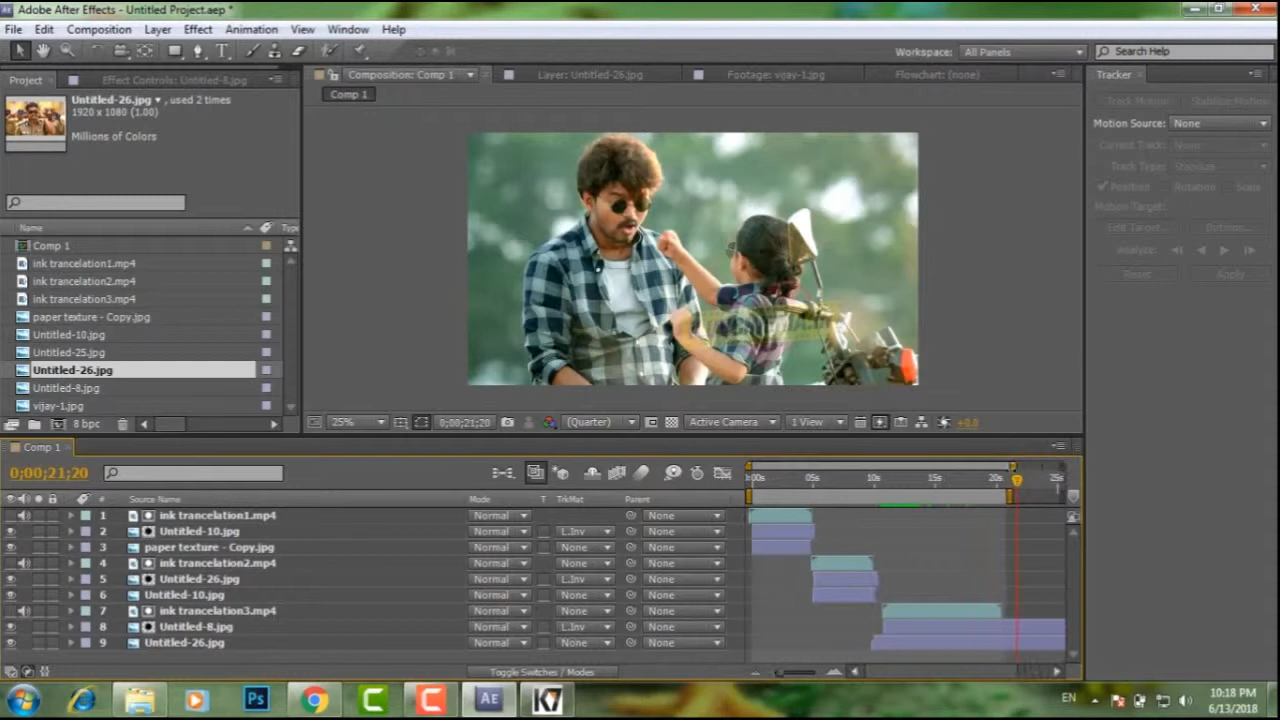 Adobe After Effects - Untitled Project.aep *
File Edit Composition Layer Effect Animation View Window Help
Workspace: All Panels Search Help
Project Effect Controls: Untitled-8.jpg Composition: Comp 1 Layer: Untitled-26.jpg Footage: vijay-1.jpg Flowchart: (none) Tracker
Untitled-26.jpg , used 2 times
1920 x 1080 (1.00)
Millions of Colors
Comp 1
Track Motion Stabilize Motion
Motion Source: None
Current Track: None
Track Type: Stabilize
Position Rotation Scale
Motion Target:
Edit Target... Options...
Analyze:
Reset Apply
Name Type
Comp 1
ink trancelation1.mp4
ink trancelation2.mp4
ink trancelation3.mp4
paper texture - Copy.jpg
Untitled-10.jpg
Untitled-25.jpg
Untitled-26.jpg
Untitled-8.jpg
vijay-1.jpg
8 bpc 25% 0;00;21;20 (Quarter) Active Camera 1 View +0.0
Comp 1
0;00;21;20
:00s 05s 10s 15s 20s 25s
# Source Name Mode T TrkMat Parent
1 ink trancelation1.mp4 Normal None
2 Untitled-10.jpg Normal L.Inv None
3 paper texture - Copy.jpg Normal None None
4 ink trancelation2.mp4 Normal None None
5 Untitled-26.jpg Normal L.Inv None
6 Untitled-10.jpg Normal None None
7 ink trancelation3.mp4 Normal None None
8 Untitled-8.jpg Normal L.Inv None
9 Untitled-26.jpg Normal None None
Toggle Switches / Modes
Ps Ae K7 EN 10:18 PM
6/13/2018